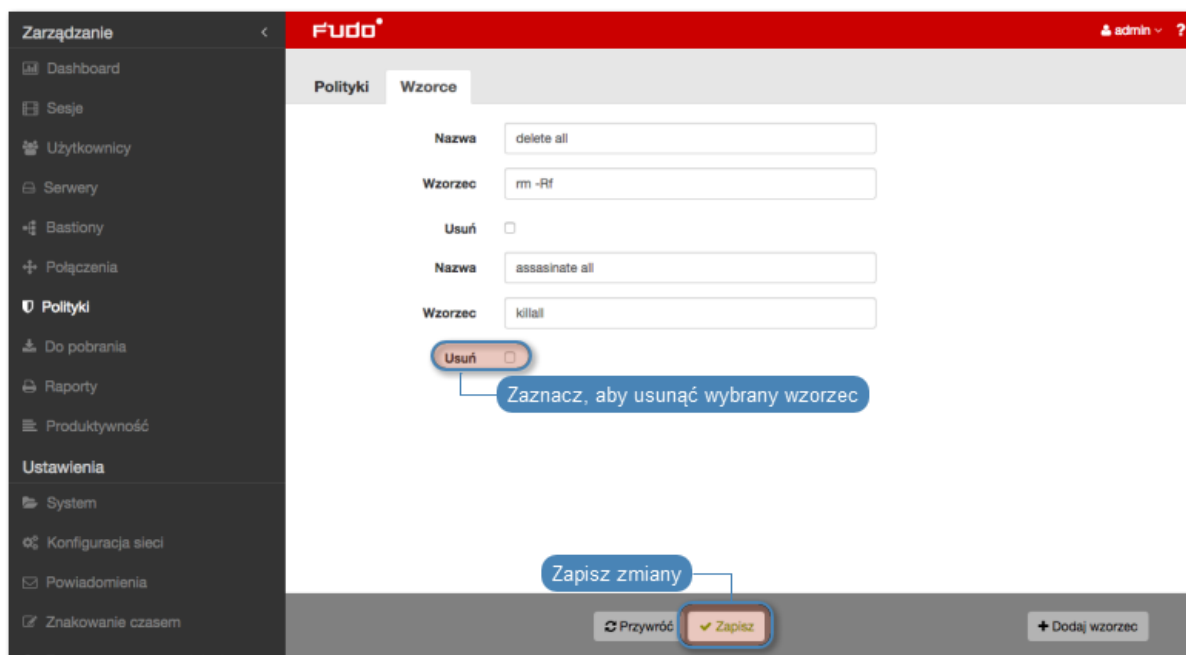 Zarządzanie
Fudo
admin
?
Dashboard
Sesje
Użytkownicy
Serwery
Bastiony
Połączenia
Polityki
Do pobrania
Raporty
Produktywność
Ustawienia
System
Konfiguracja sieci
Powiadomienia
Znakowanie czasem
Polityki Wzorce
Nazwa delete all
Wzorzec rm -Rf
Usuń
Nazwa assasinate all
Wzorzec killall
Usuń
Zaznacz, aby usunąć wybrany wzorzec
Zapisz zmiany
Przywróć Zapisz + Dodaj wzorzec